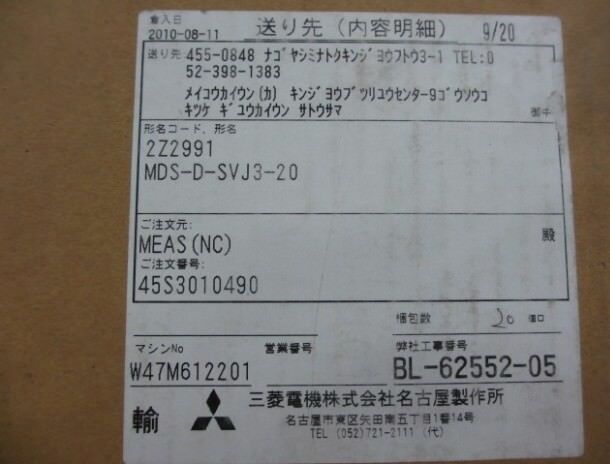 倉入日
2010-08-11
送り先（内容明細）
9/20
送り先 455-0848 ナゴヤシミナトクキンジョウフトウ3-1 TEL:0
52-398-1383
メイコウカイウン(カ) キンジョウブツリュウセンター9ゴウソウコ
キツケ ギユウカイウン サトウサマ
御中
形名コード、形名
2Z2991
MDS-D-SVJ3-20
ご注文元:
MEAS(NC)
殿
ご注文番号:
45S3010490
梱包数 20 個口
マシンNo 営業番号 弊社工事番号
W47M612201 BL-62552-05
輸 三菱電機株式会社名古屋製作所
名古屋市東区矢田南五丁目1番14号
TEL (052)721-2111 (代)